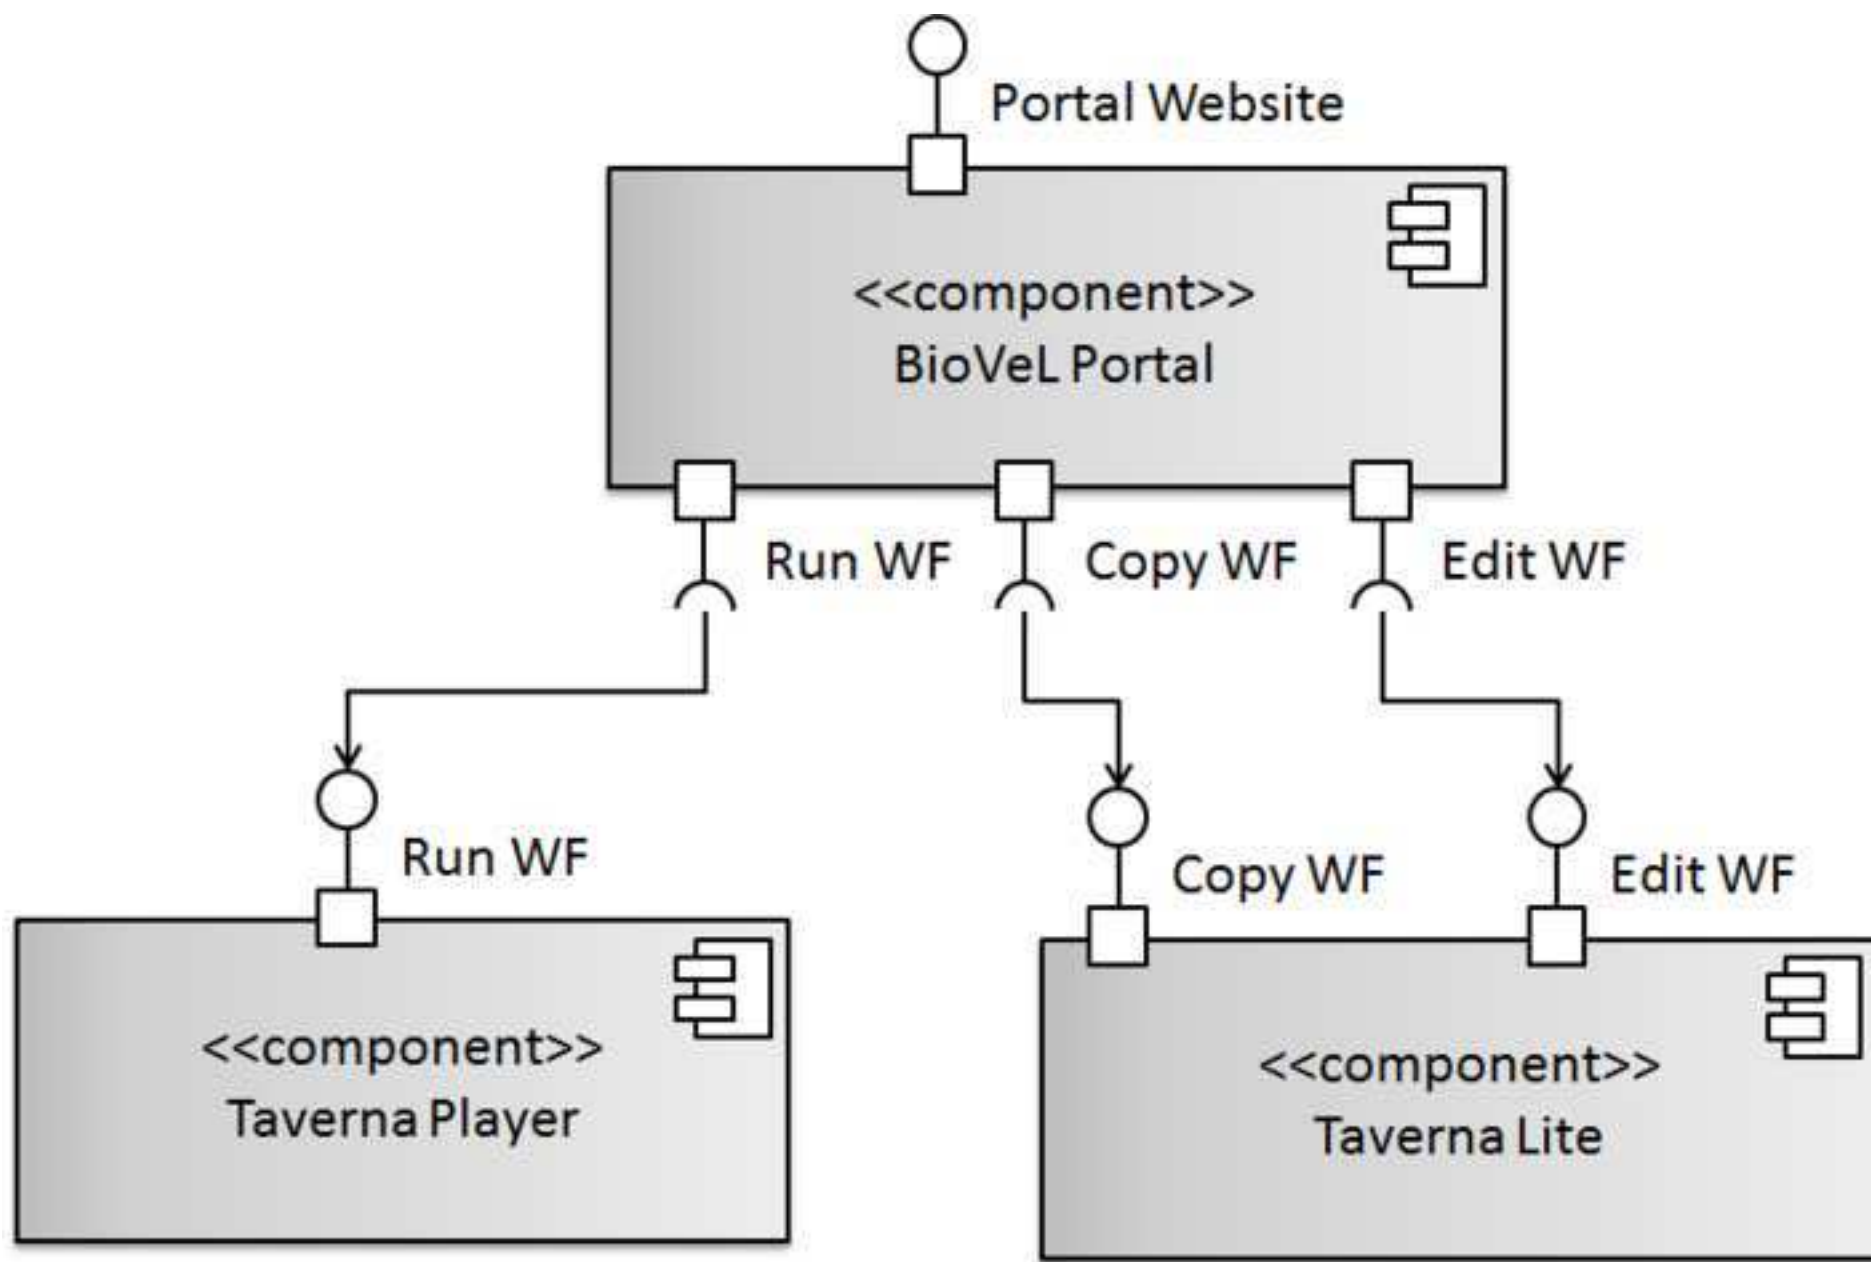 Portal Website
<<component>>
BioVeL Portal
Run WF
Copy WF
Edit WF
Run WF
Copy WF
Edit WF
<<component>>
Taverna Player
<<component>>
Taverna Lite